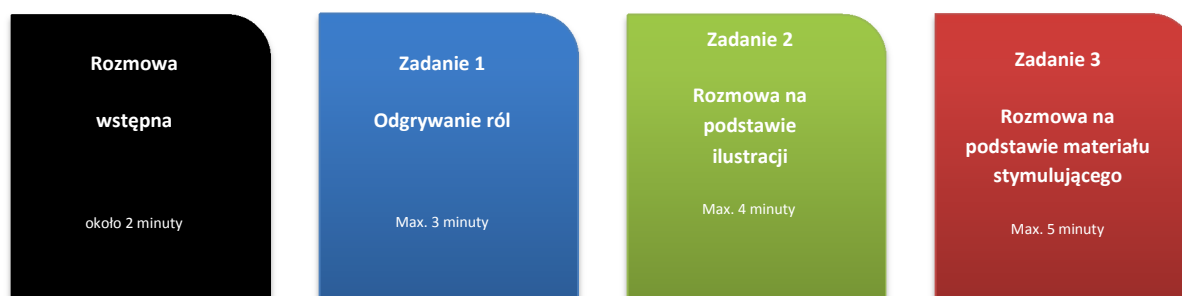 Rozmowa
wstępna
około 2 minuty
Zadanie 1
Odgrywanie ról
Max. 3 minuty
Zadanie 2
Rozmowa na
podstawie
ilustracji
Max. 4 minuty
Zadanie 3
Rozmowa na
podstawie materiału
stymulującego
Max. 5 minuty